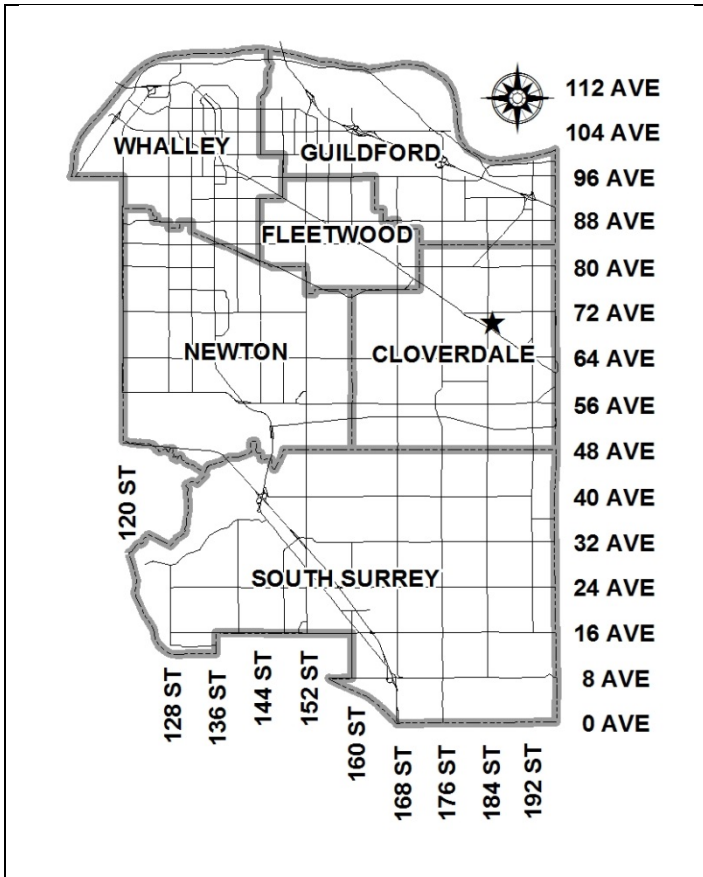 112 AVE
104 AVE
WHALLEY
GUILDFORD
96 AVE
88 AVE
FLEETWOOD
80 AVE
72 AVE
NEWTON
CLOVERDALE
64 AVE
56 AVE
48 AVE
120 ST
40 AVE
32 AVE
SOUTH SURREY
24 AVE
16 AVE
128 ST
136 ST
144 ST
152 ST
8 AVE
160 ST
0 AVE
168 ST
176 ST
184 ST
192 ST